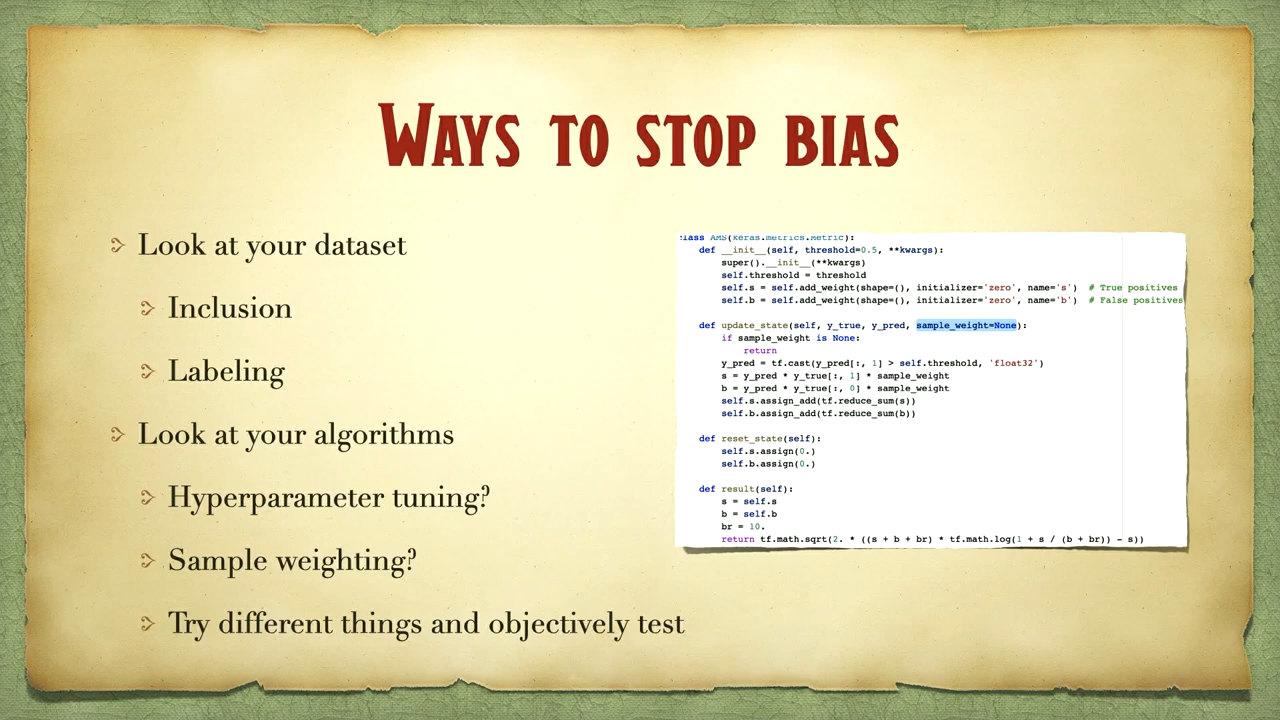 Ways to stop bias
Look at your dataset
Inclusion
Labeling
Look at your algorithms
Hyperparameter tuning?
Sample weighting?
Try different things and objectively test
class AMS(keras.metrics.Metric):
def __init__(self, threshold=0.5, **kwargs):
super().__init__(**kwargs)
self.threshold = threshold
self.s = self.add_weight(shape=(), initializer='zero', name='s')  # True positives
self.b = self.add_weight(shape=(), initializer='zero', name='b')  # False positives
def update_state(self, y_true, y_pred, sample_weight=None):
if sample_weight is None:
return
y_pred = tf.cast(y_pred[:, 1] > self.threshold, 'float32')
s = y_pred * y_true[:, 1] * sample_weight
b = y_pred * y_true[:, 0] * sample_weight
self.s.assign_add(tf.reduce_sum(s))
self.b.assign_add(tf.reduce_sum(b))
def reset_state(self):
self.s.assign(0.)
self.b.assign(0.)
def result(self):
s = self.s
b = self.b
br = 10.
return tf.math.sqrt(2. * ((s + b + br) * tf.math.log(1 + s / (b + br)) - s))